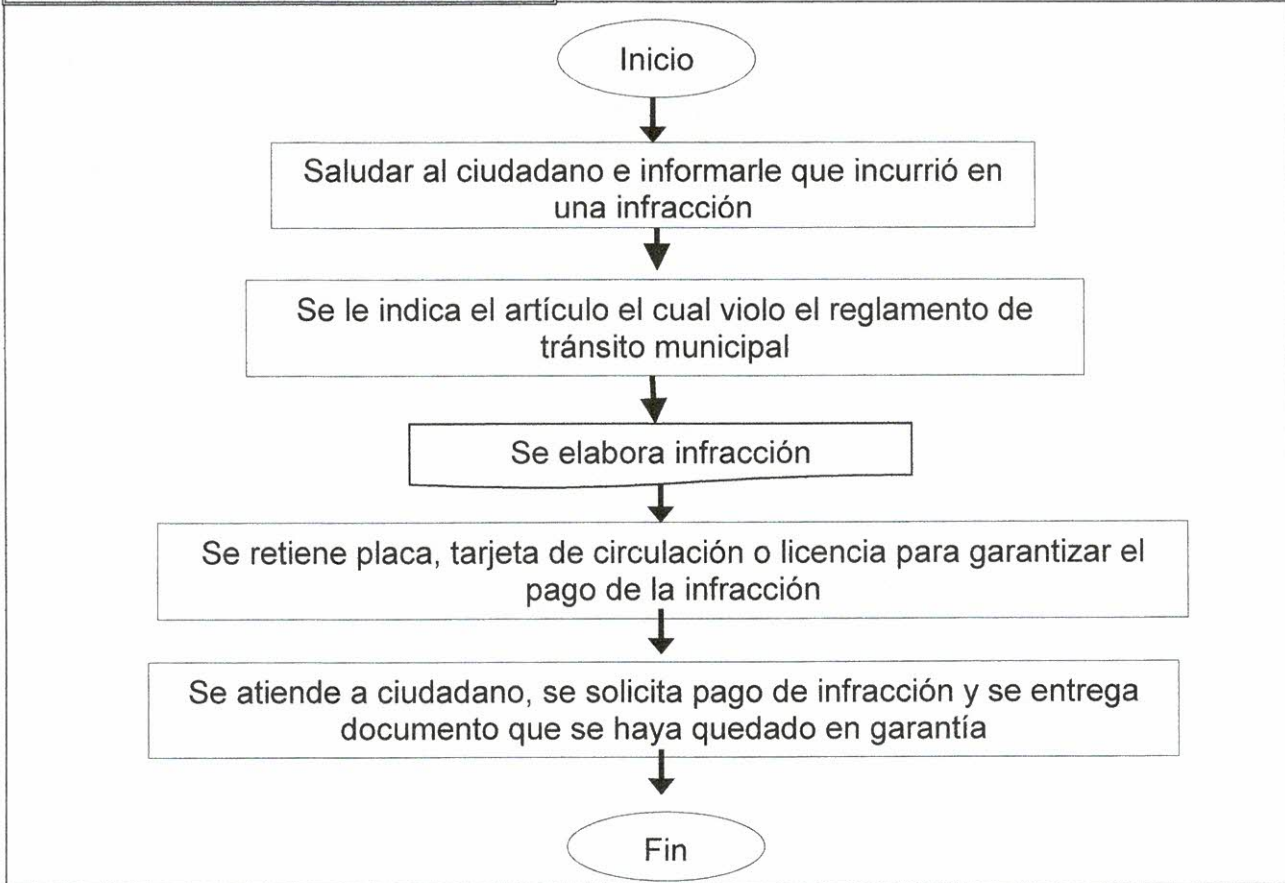 Inicio
Saludar al ciudadano e informarle que incurrió en
una infracción
Se le indica el artículo el cual violo el reglamento de
tránsito municipal
Se elabora infracción
Se retiene placa, tarjeta de circulación o licencia para garantizar el
pago de la infracción
Se atiende a ciudadano, se solicita pago de infracción y se entrega
documento que se haya quedado en garantía
Fin